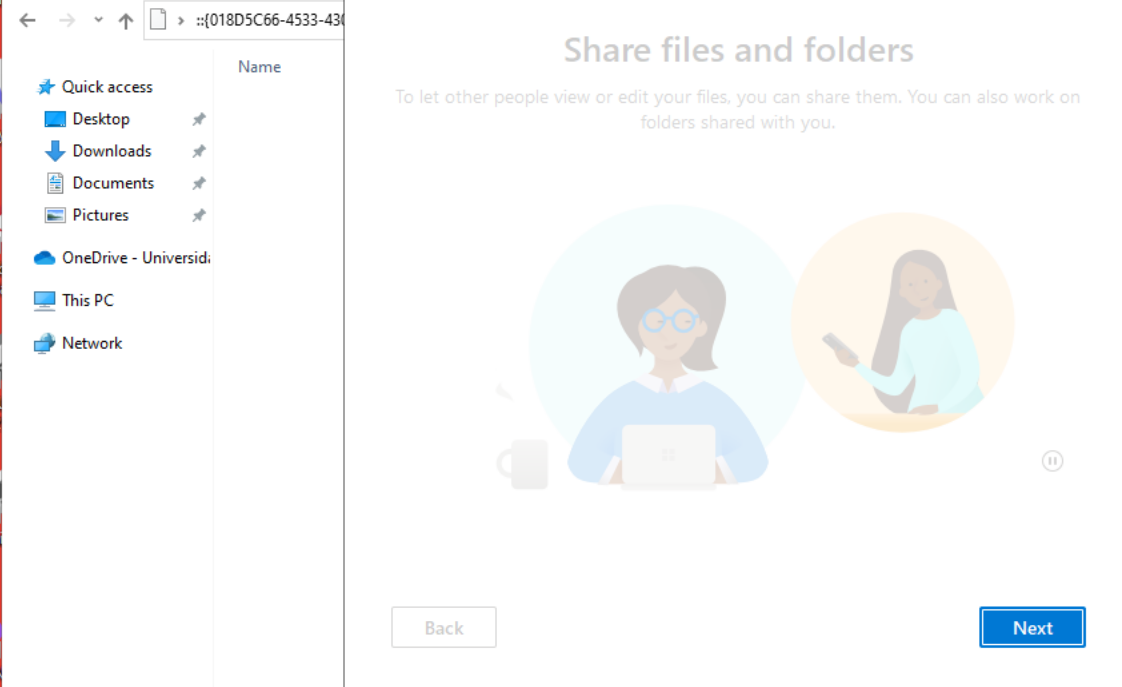 ::{018D5C66-4533-430
Name
Quick access
Desktop
Downloads
Documents
Pictures
OneDrive - Universida
This PC
Network
Share files and folders
To let other people view or edit your files, you can share them. You can also work on
folders shared with you.
Back
Next